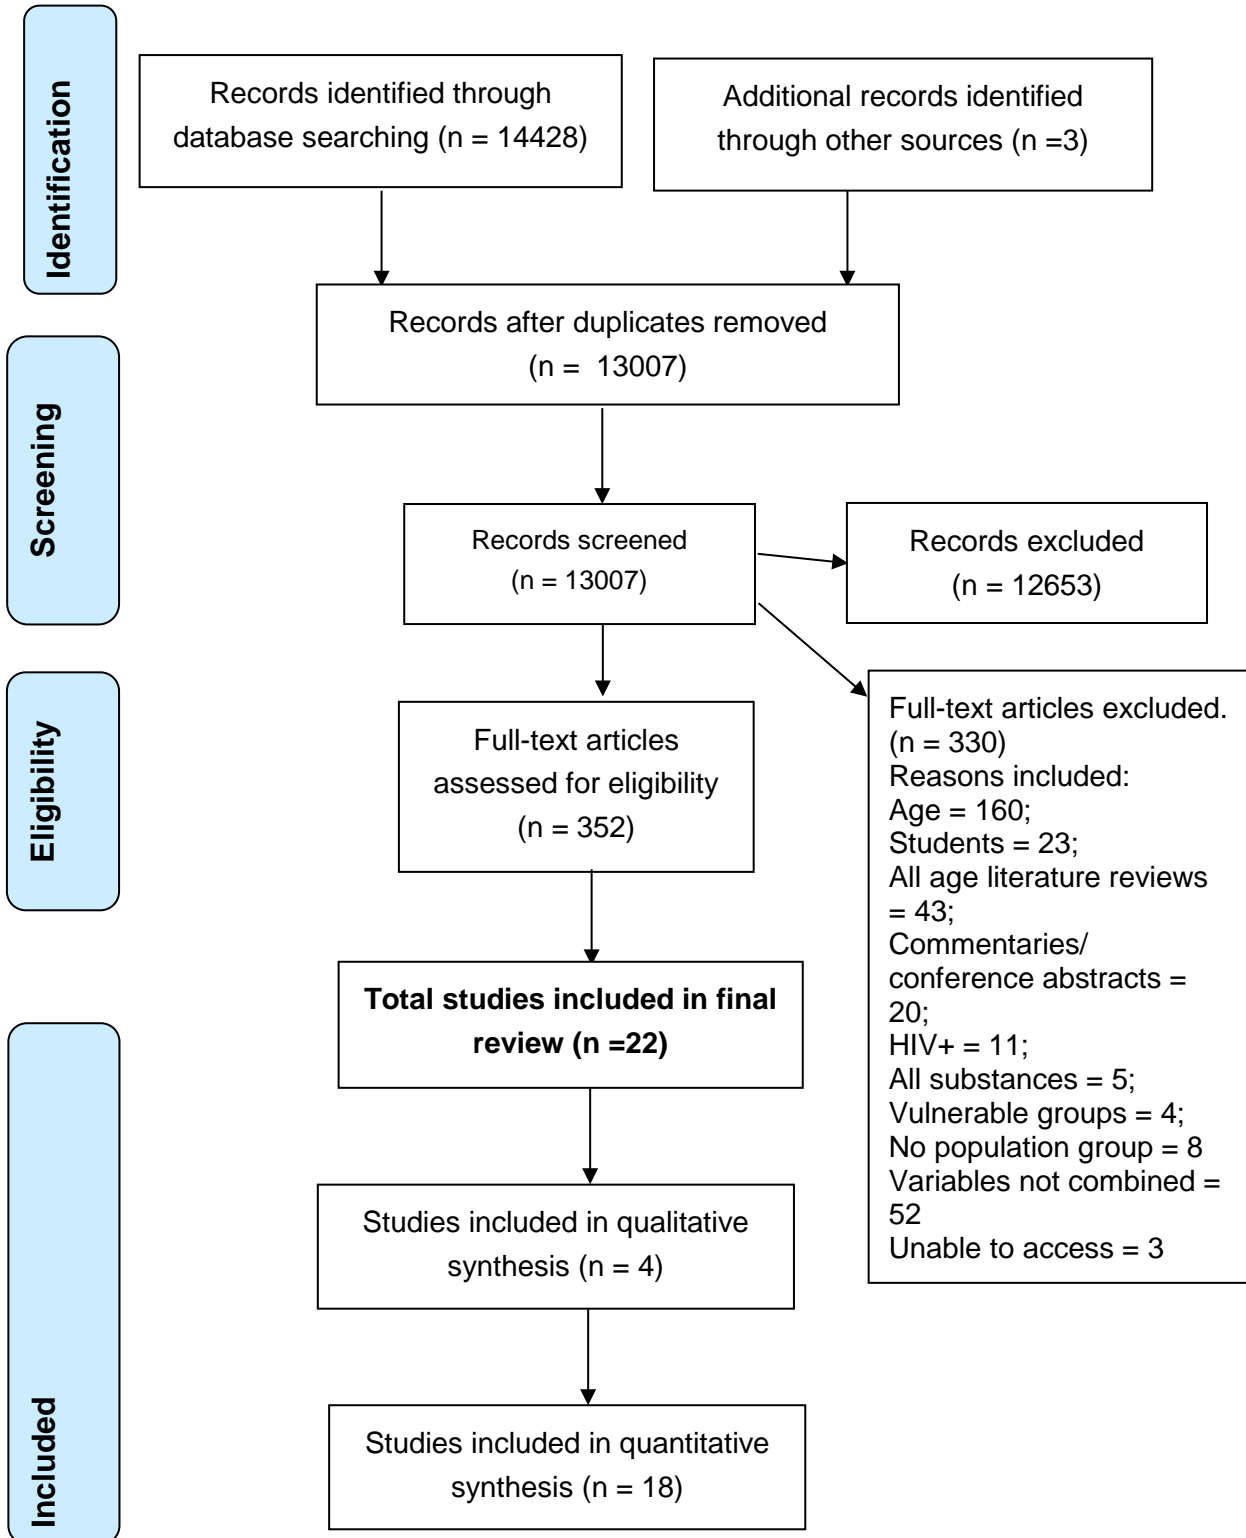 Identification
Records identified through
database searching (n = 14428)
Additional records identified
through other sources (n =3)
Records after duplicates removed
(n = 13007)
Screening
Records screened
(n = 13007)
Records excluded
(n = 12653)
Eligibility
Full-text articles
assessed for eligibility
(n = 352)
Full-text articles excluded.
(n = 330)
Reasons included:
Age = 160;
Students = 23;
All age literature reviews
= 43;
Commentaries/
conference abstracts =
20;
HIV+ = 11;
All substances = 5;
Vulnerable groups = 4;
No population group = 8
Variables not combined =
52
Unable to access = 3
Total studies included in final
review (n =22)
Included
Studies included in qualitative
synthesis (n = 4)
Studies included in quantitative
synthesis (n = 18)